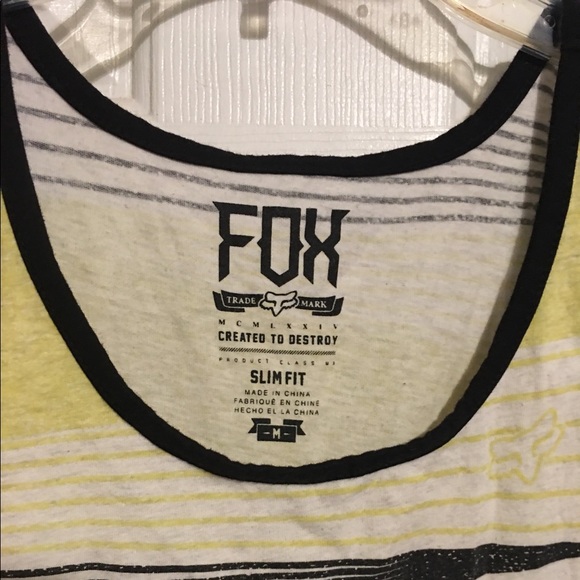 FOX
TRADE MARK
MCMLXXIV
CREATED TO DESTROY
PRODUCT CLASS
SLIM FIT
MADE IN CHINA
FABRIQUÉ EN CHINE
HECHO EL LA CHINA
-M-